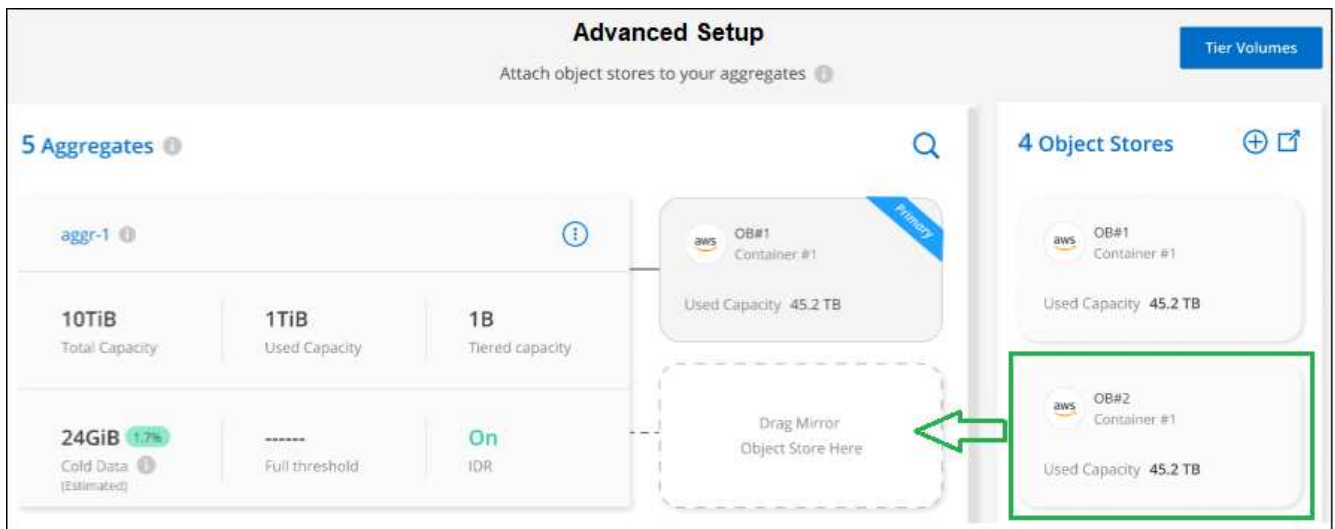 Advanced Setup
Tier Volumes
Attach object stores to your aggregates
5 Aggregates
4 Object Stores
aggr-1
aws
OB#1
Container #1
Primary
Used Capacity 45.2 TB
10TiB
Total Capacity
1TiB
Used Capacity
1B
Tiered capacity
24GiB 1.7%
Cold Data
(Estimated)
------
Full threshold
On
IDR
Drag Mirror
Object Store Here
aws
OB#1
Container #1
Used Capacity 45.2 TB
aws
OB#2
Container #1
Used Capacity 45.2 TB